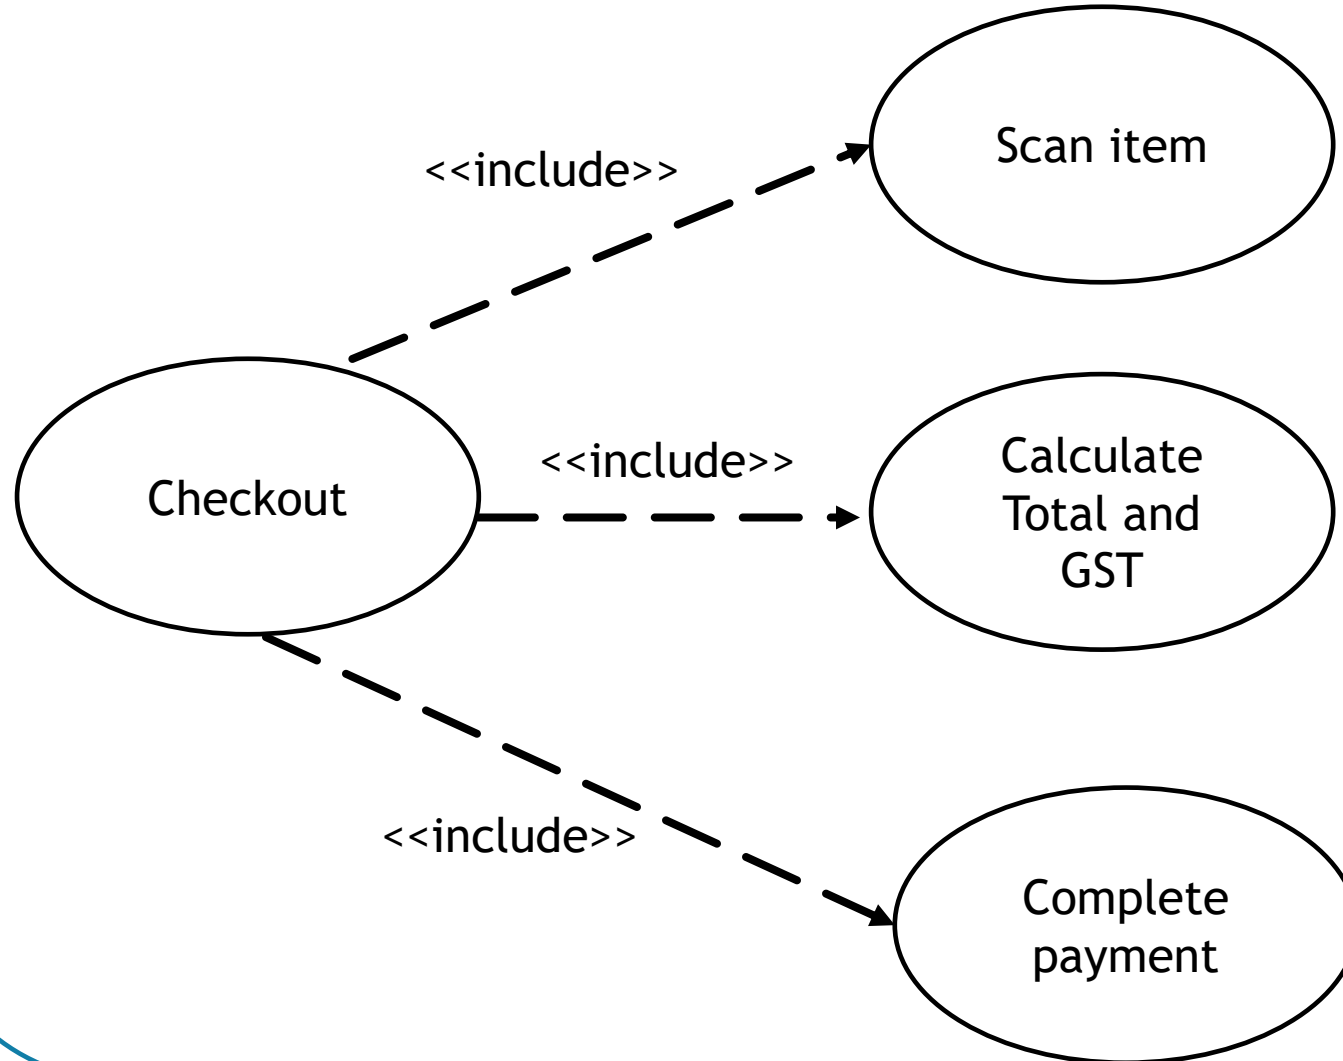 Scan item
<<include>>
<<include>>
Checkout
Calculate
Total and
GST
<<include>>
Complete
payment